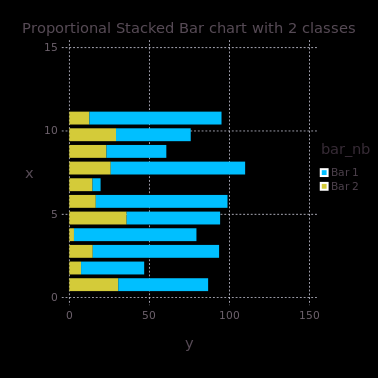 Proportional Stacked Bar chart with 2 classes
15
10
5
0
x
0 50 100 150
y
bar_nb
Bar 1
Bar 2